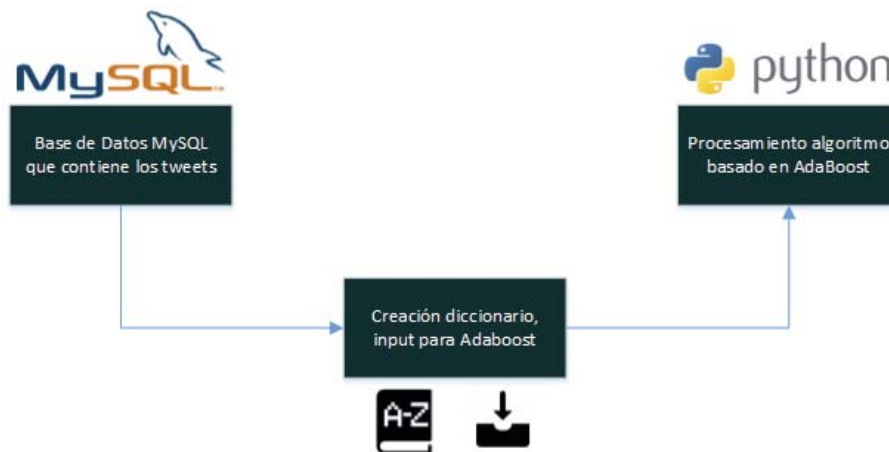 MySQL
Base de Datos MySQL
que contiene los tweets
python
Procesamiento algoritmo
basado en AdaBoost
Creación diccionario,
input para Adaboost
A-Z